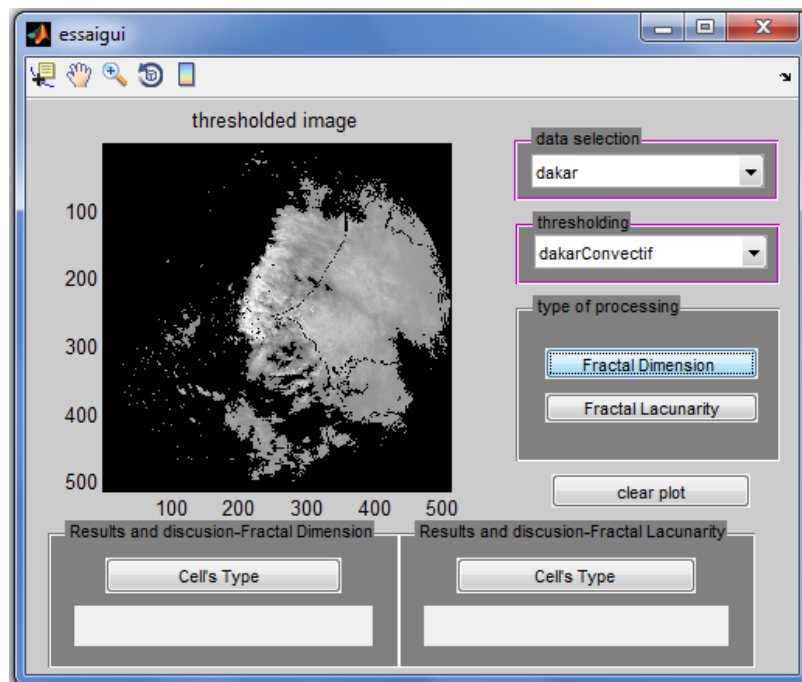 essaigui
thresholded image
100
200
300
400
500
100 200 300 400 500
data selection
dakar
thresholding
dakarConvectif
type of processing
Fractal Dimension
Fractal Lacunarity
clear plot
Results and discusion-Fractal Dimension
Cell's Type
Results and discusion-Fractal Lacunarity
Cell's Type